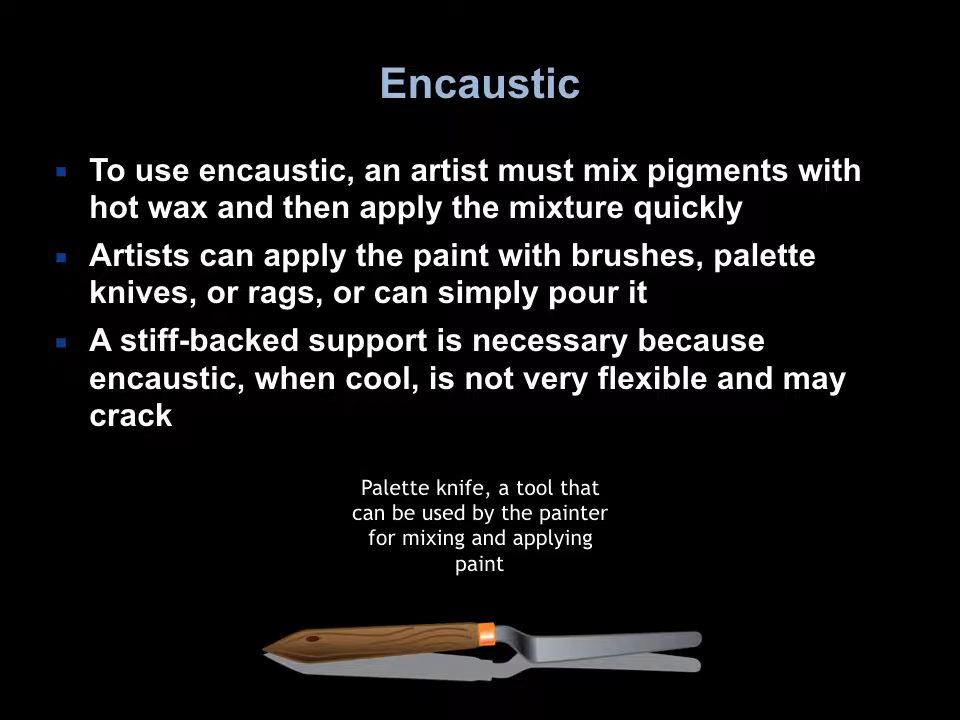 Encaustic
To use encaustic, an artist must mix pigments with
hot wax and then apply the mixture quickly
Artists can apply the paint with brushes, palette
knives, or rags, or can simply pour it
A stiff-backed support is necessary because
encaustic, when cool, is not very flexible and may
crack
Palette knife, a tool that
can be used by the painter
for mixing and applying
paint